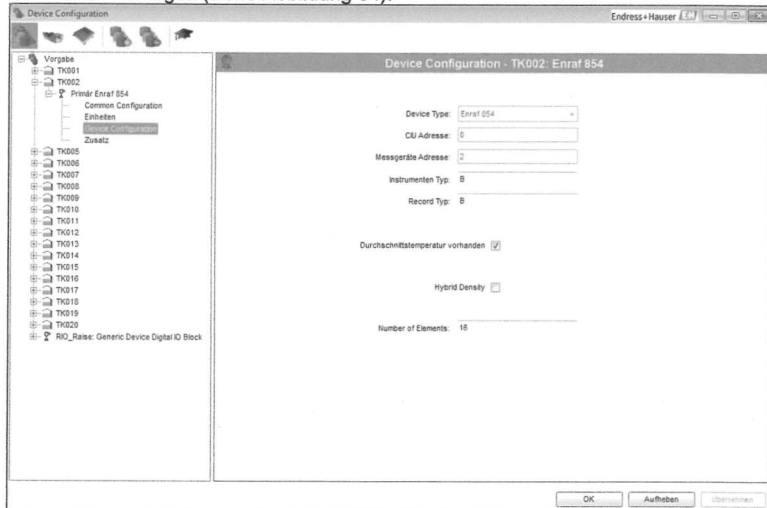 Device Configuration
Endress+Hauser EH
Vorgabe
TK001
TK002
Primär Enraf 854
Common Configuration
Einheiten
Device Configuration
Zusatz
TK005
TK006
TK007
TK008
TK009
TK010
TK011
TK012
TK013
TK014
TK015
TK016
TK017
TK018
TK019
TK020
RIO_Raise: Generic Device Digital IO Block
Device Configuration - TK002: Enraf 854
Device Type: Enraf 854
CIU Adresse: 0
Messgeräte Adresse: 2
Instrumenten Typ: B
Record Typ: B
Durchschnittstemperatur vorhanden
Hybrid Density
Number of Elements: 16
OK Aufheben Übernehmen